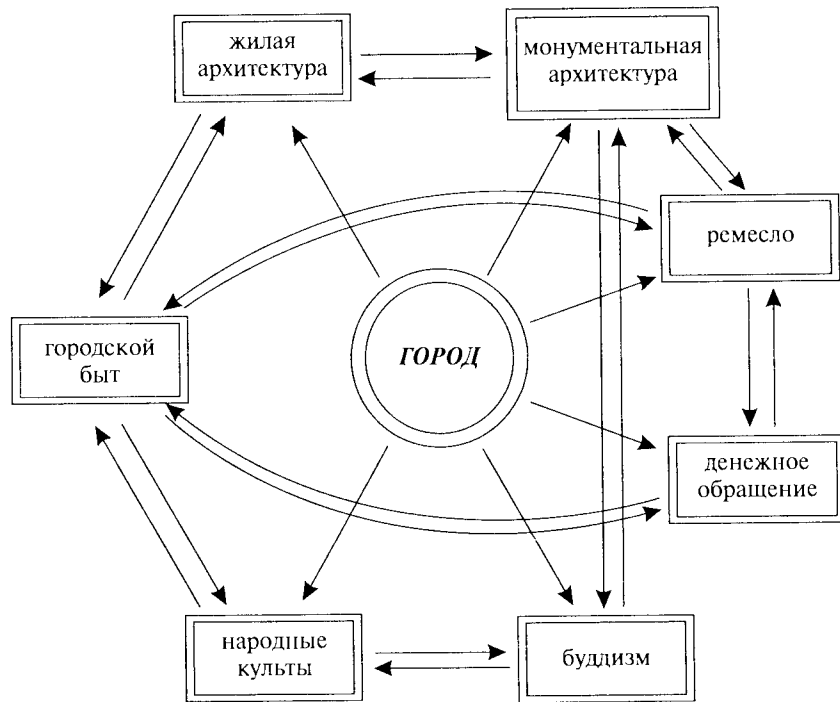 жилая
архитектура
монументальная
архитектура
ремесло
городской
быт
ГОРОД
денежное
обращение
народные
культы
буддизм